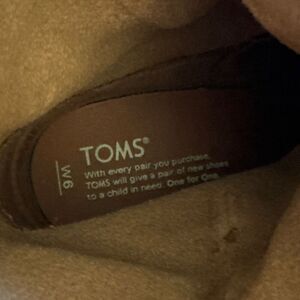 TOMS®
With every pair you purchase,
TOMS will give a pair of new shoes
to a child in need. One for One.
W6